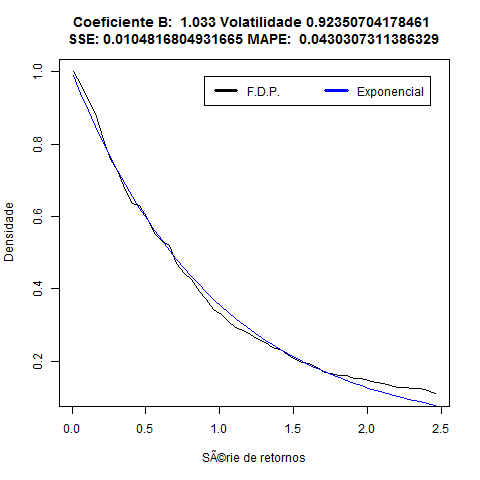 Coeficiente B:  1.033 Volatilidade 0.92350704178461
SSE: 0.0104816804931665 MAPE:  0.0430307311386329
F.D.P.
Exponencial
Densidade
1.0
0.8
0.6
0.4
0.2
0.0
0.5
1.0
1.5
2.0
2.5
SÃ©rie de retornos